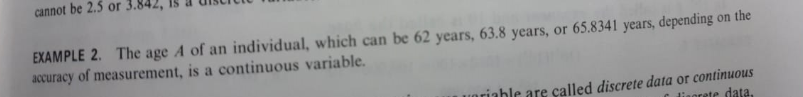 cannot be 2.5 or 3.842, is a
EXAMPLE 2. The age A of an individual, which can be 62 years, 63.8 years, or 65.8341 years, depending on the
accuracy of measurement, is a continuous variable.
are called discrete data or continuous
data.